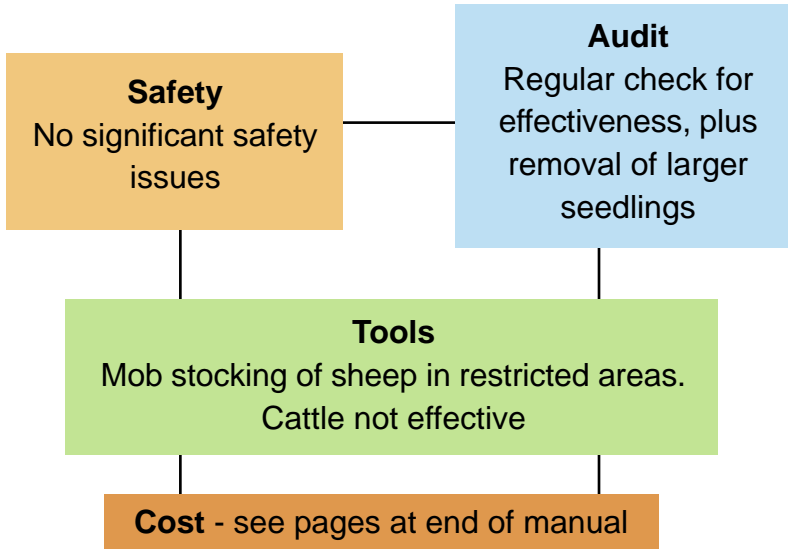 Safety
No significant safety
issues
Audit
Regular check for
effectiveness, plus
removal of larger
seedlings
Tools
Mob stocking of sheep in restricted areas.
Cattle not effective
Cost - see pages at end of manual